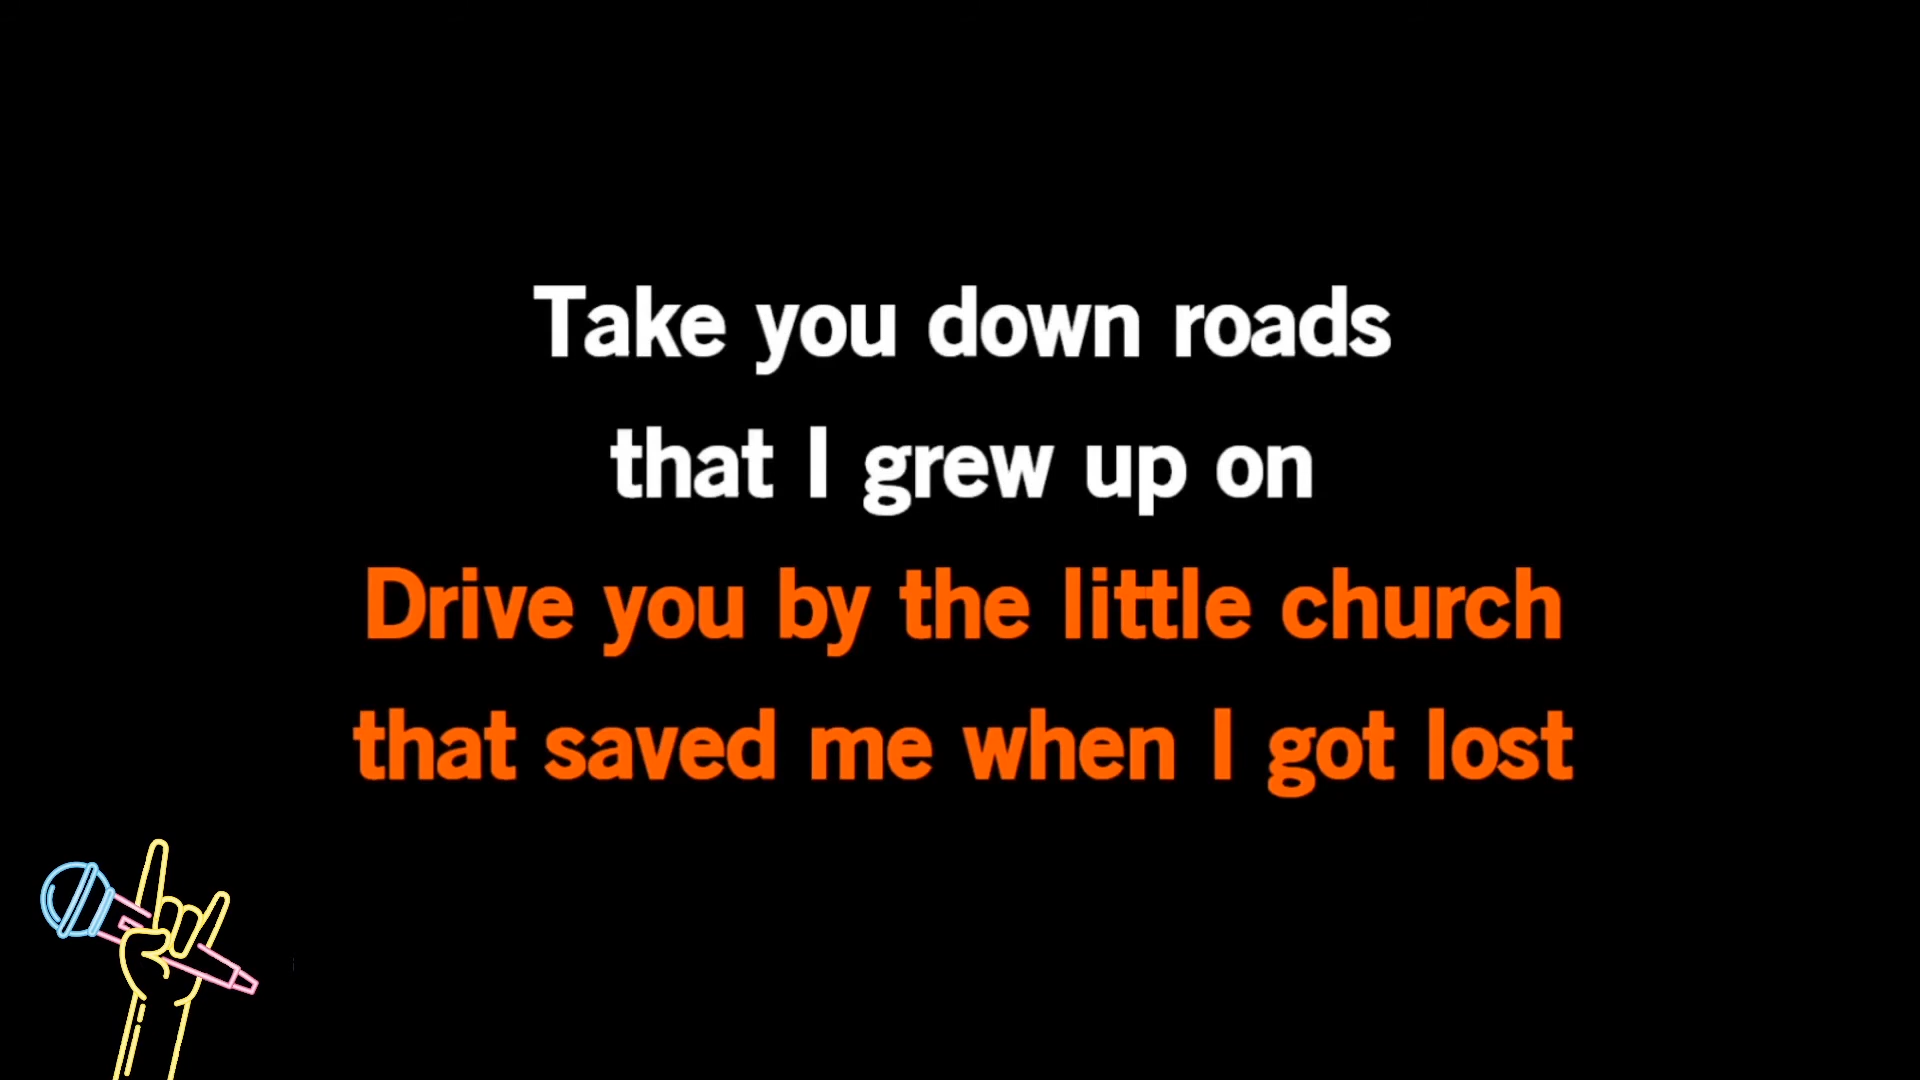 Take you down roads
that I grew up on
Drive you by the little church
that saved me when I got lost